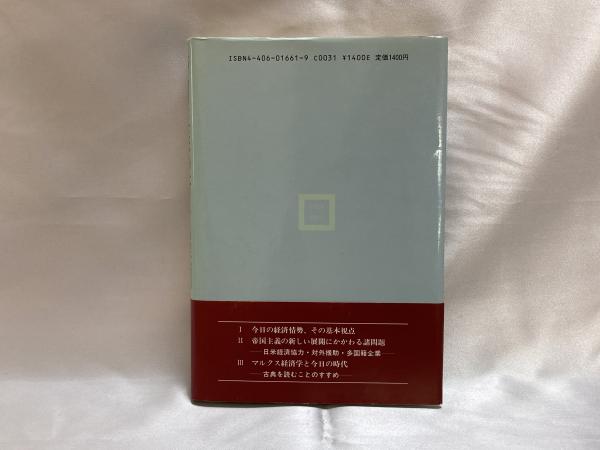 ISBN4-406-01661-9 C0031 ¥1400E 定価1400円
I 今日の経済情勢、その基本視点
II 帝国主義の新しい展開にかかわる諸問題
——日米経済協力・対外援助・多国籍企業——
III マルクス経済学と今日の時代
——古典を読むことのすすめ——